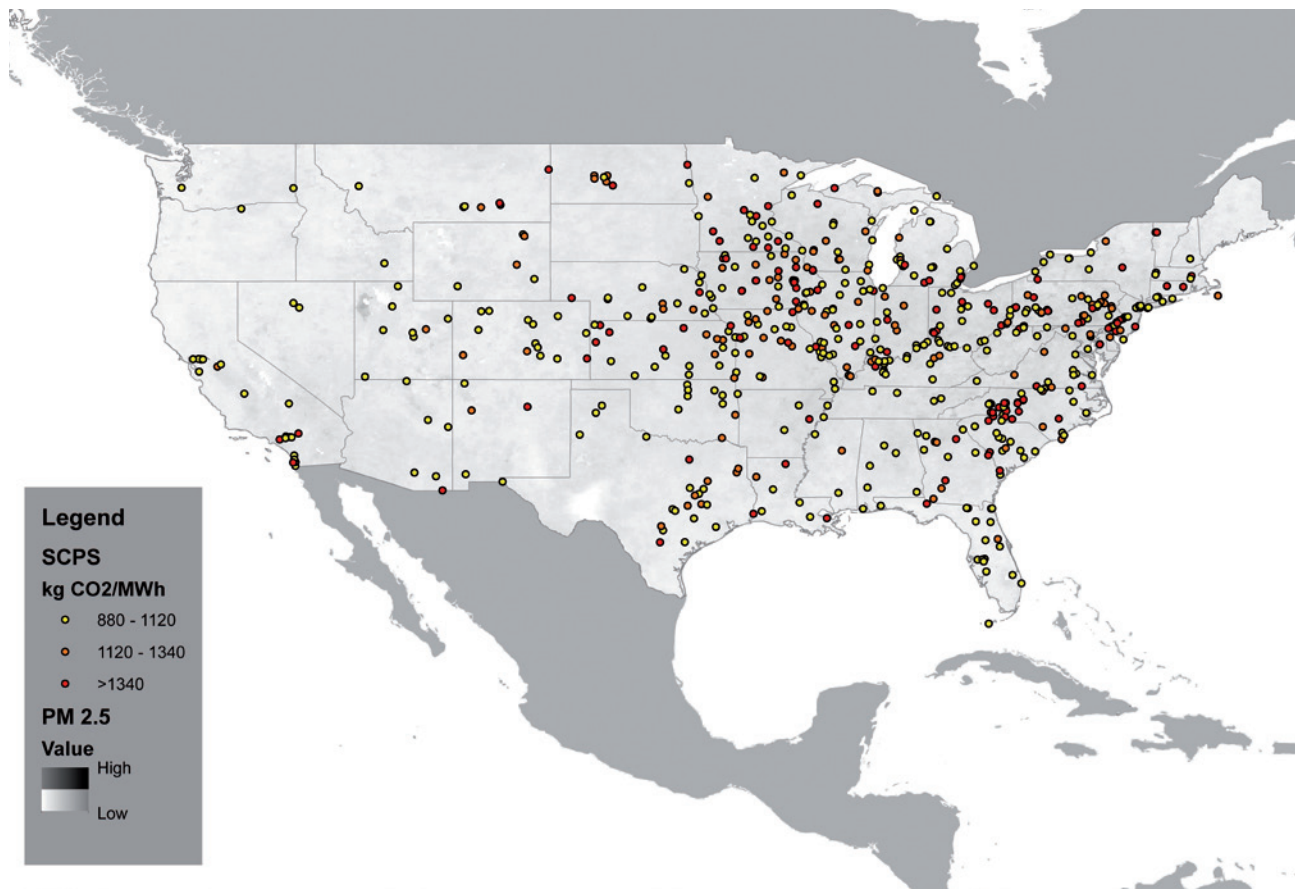 Legend
SCPS
kg CO2/MWh
880 - 1120
1120 - 1340
>1340
PM 2.5
Value
High
Low